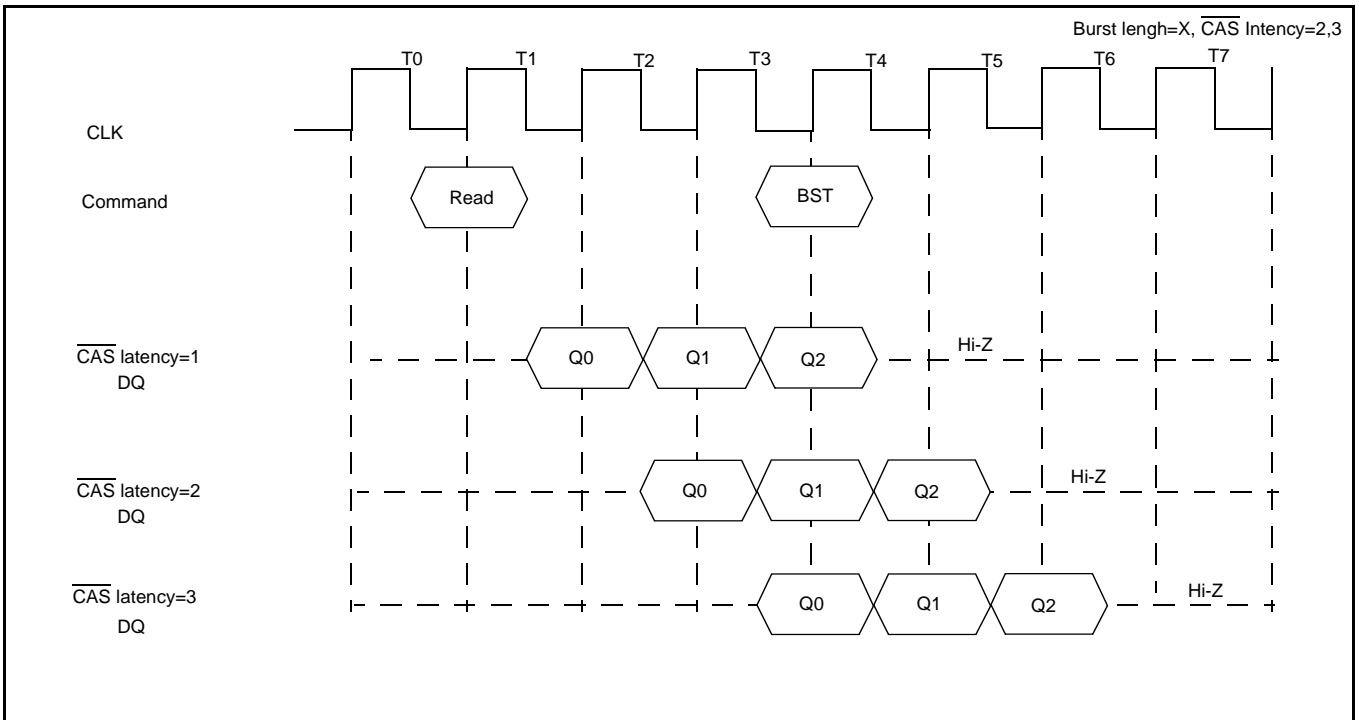 Burst lengh=X, CAS Intency=2,3
T0 T1 T2 T3 T4 T5 T6 T7
CLK
Command Read BST
CAS latency=1
DQ
Q0 Q1 Q2 Hi-Z
CAS latency=2
DQ
Q0 Q1 Q2 Hi-Z
CAS latency=3
DQ
Q0 Q1 Q2 Hi-Z